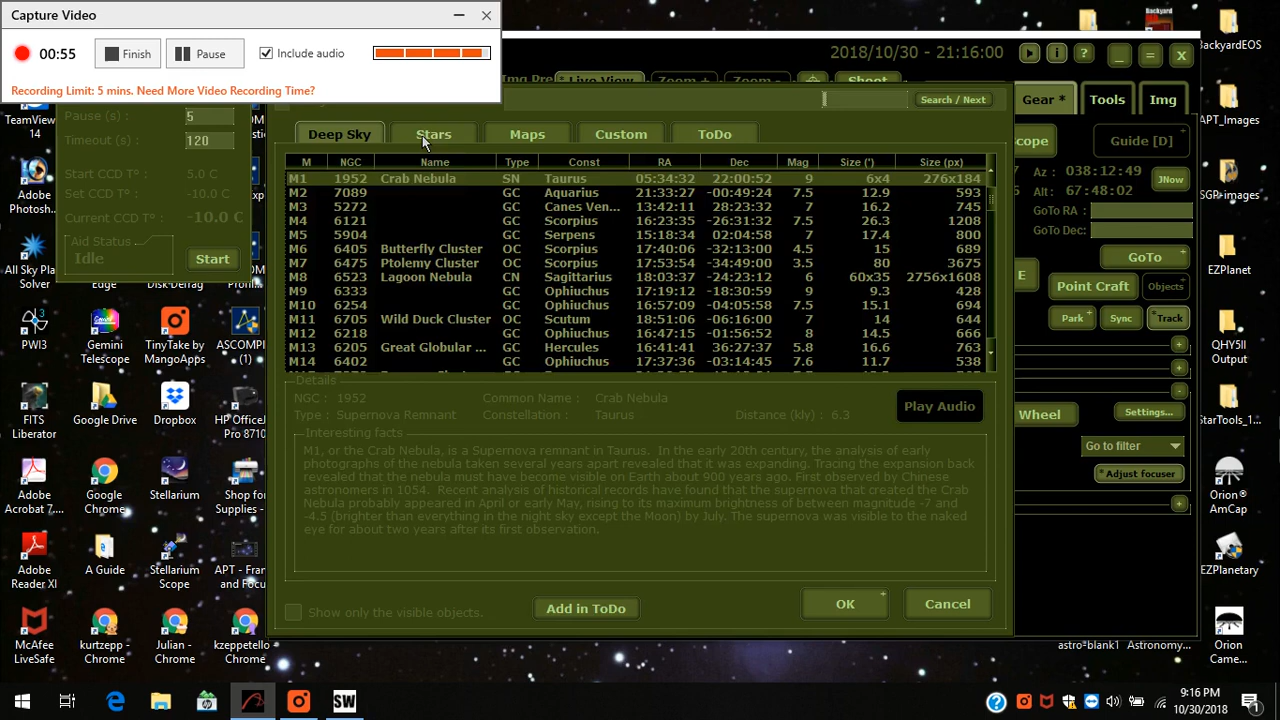 Capture Video
00:55 Finish Pause Include audio
Recording Limit: 5 mins. Need More Video Recording Time?
2018/10/30 - 21:16:00
Live View Zoom + Zoom - Shoot
Search / Next
Pause (s) : 5
Timeout (s) : 120
Start CCD T° : 5.0 C
Set CCD T° : -10.0 C
Current CCD T° : -10.0 C
Aid Status
Idle
Start
Deep Sky Stars Maps Custom ToDo
M NGC Name Type Const RA Dec Mag Size (') Size (px)
M1 1952 Crab Nebula SN Taurus 05:34:32 22:00:52 9 6x4 276x184
M2 7089 GC Aquarius 21:33:27 -00:49:24 7.5 12.9 593
M3 5272 GC Canes Ven... 13:42:11 28:23:32 7 16.2 745
M4 6121 GC Scorpius 16:23:35 -26:31:32 7.5 26.3 1208
M5 5904 GC Serpens 15:18:34 02:04:58 7 17.4 800
M6 6405 Butterfly Cluster OC Scorpius 17:40:06 -32:13:00 4.5 15 689
M7 6475 Ptolemy Cluster OC Scorpius 17:53:54 -34:49:00 3.5 80 3675
M8 6523 Lagoon Nebula CN Sagittarius 18:03:37 -24:23:12 6 60x35 2756x1608
M9 6333 GC Ophiuchus 17:19:12 -18:30:59 9 9.3 428
M10 6254 GC Ophiuchus 16:57:09 -04:05:58 7.5 15.1 694
M11 6705 Wild Duck Cluster OC Scutum 18:51:06 -06:16:00 7 14 644
M12 6218 GC Ophiuchus 16:47:15 -01:56:52 8 14.5 666
M13 6205 Great Globular ... GC Hercules 16:41:41 36:27:37 5.8 16.6 763
M14 6402 GC Ophiuchus 17:37:36 -03:14:45 7.6 11.7 538
Details
NGC : 1952 Common Name : Crab Nebula
Type : Supernova Remnant Constellation : Taurus Distance (kly) : 6.3
Play Audio
Interesting facts
M1, or the Crab Nebula, is a Supernova remnant in Taurus. In the early 20th century, the analysis of early
photographs of the nebula taken several years apart revealed that it was expanding. Tracing the expansion back
revealed that the nebula must have become visible on Earth about 900 years ago. First observed by Chinese
astronomers in 1054. Recent analysis of historical records have found that the supernova that created the Crab
Nebula probably appeared in April or early May, rising to its maximum brightness of between magnitude -7 and
-4.5 (brighter than everything in the night sky except the Moon) by July. The supernova was visible to the naked
eye for about two years after its first observation.
Show only the visible objects. Add in ToDo OK Cancel
Gear * Tools Img
Guide [D]
Az : 038:12:49
Alt : 67:48:02
JNow
GoTo RA :
GoTo Dec:
GoTo
Point Craft Objects
Park Sync Track
Wheel Settings...
Go to filter
Adjust focuser
TeamViewer
14
Adobe
Photosh...
All Sky Plate
Solver
Edge
Disk Defrag
PWI3
Gemini
Telescope
TinyTake by
MangoApps
ASCOMPI...
FITS
Liberator
Google
Drive
Dropbox
HP OfficeJ
Pro 8710
Adobe
Acrobat 7....
Google
Chrome
Stellarium
Shop for
Supplies -
Adobe
Reader XI
A Guide
Stellarium
Scope
APT - Fran
and Focus
McAfee
LiveSafe
kurtzepp -
Chrome
Julian -
Chrome
kzeppetello
Chrome
Backyard
BackyardEOS
APT_Images
SGP-images
EZPlanet
QHY5II
Output
StarTools_1...
Orion®
AmCap
EZPlanetary
astro*blank1
Astronomy...
Orion
Came...
SW
9:16 PM
10/30/2018
1